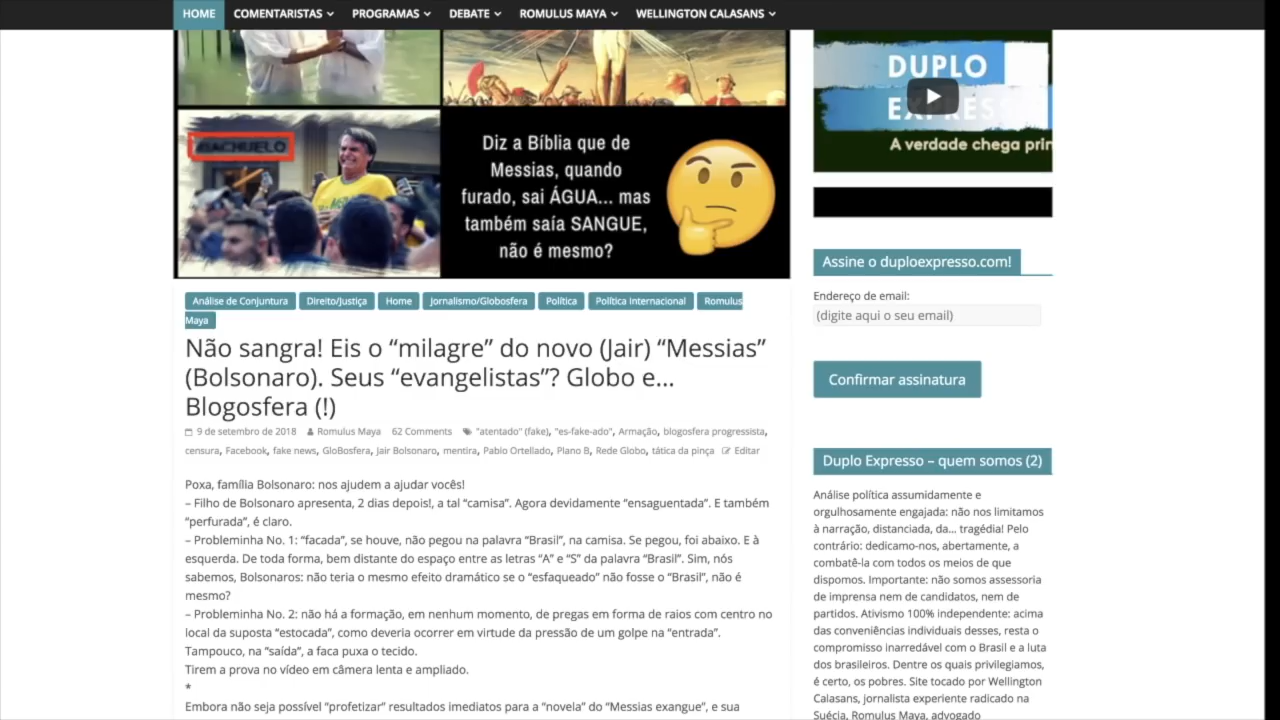 HOME COMENTARISTAS PROGRAMAS DEBATE ROMULUS MAYA WELLINGTON CALASANS
Diz a Bíblia que de
Messias, quando
furado, sai ÁGUA... mas
também saía SANGUE,
não é mesmo?
Análise de Conjuntura Direito/Justiça Home Jornalismo/Globosfera Política Política Internacional Romulus
Maya
Não sangra! Eis o “milagre” do novo (Jair) “Messias”
(Bolsonaro). Seus “evangelistas”? Globo e…
Blogosfera (!)
9 de setembro de 2018 Romulus Maya 62 Comments "atentado" (fake), "es-fake-ado", Armação, blogosfera progressista,
censura, Facebook, fake news, GloBosfera, Jair Bolsonaro, mentira, Pablo Ortellado, Plano B, Rede Globo, tática da pinça Editar
Poxa, família Bolsonaro: nos ajudem a ajudar vocês!
– Filho de Bolsonaro apresenta, 2 dias depois!, a tal “camisa”. Agora devidamente “ensaguentada”. E também
“perfurada”, é claro.
– Probleminha No. 1: “facada”, se houve, não pegou na palavra “Brasil”, na camisa. Se pegou, foi abaixo. E à
esquerda. De toda forma, bem distante do espaço entre as letras “A” e “S” da palavra “Brasil”. Sim, nós
sabemos, Bolsonaros: não teria o mesmo efeito dramático se o “esfaqueado” não fosse o “Brasil”, não é
mesmo?
– Probleminha No. 2: não há a formação, em nenhum momento, de pregas em forma de raios com centro no
local da suposta “estocada”, como deveria ocorrer em virtude da pressão de um golpe na “entrada”.
Tampouco, na “saída”, a faca puxa o tecido.
Tirem a prova no vídeo em câmera lenta e ampliado.
*
Embora não seja possível “profetizar” resultados imediatos para a “novela” do “Messias exangue”, e sua
DUPLO
EXPRESSO
A verdade chega prin
Assine o duploexpresso.com!
Endereço de email:
(digite aqui o seu email)
Confirmar assinatura
Duplo Expresso – quem somos (2)
Análise política assumidamente e
orgulhosamente engajada: não nos limitamos
à narração, distanciada, da… tragédia! Pelo
contrário: dedicamo-nos, abertamente, a
combatê-la com todos os meios de que
dispomos. Importante: não somos assessoria
de imprensa nem de candidatos, nem de
partidos. Ativismo 100% independente: acima
das conveniências individuais desses, resta o
compromisso inarredável com o Brasil e a luta
dos brasileiros. Dentre os quais privilegiamos,
é certo, os pobres. Site tocado por Wellington
Calasans, jornalista experiente radicado na
Suécia, Romulus Maya, advogado